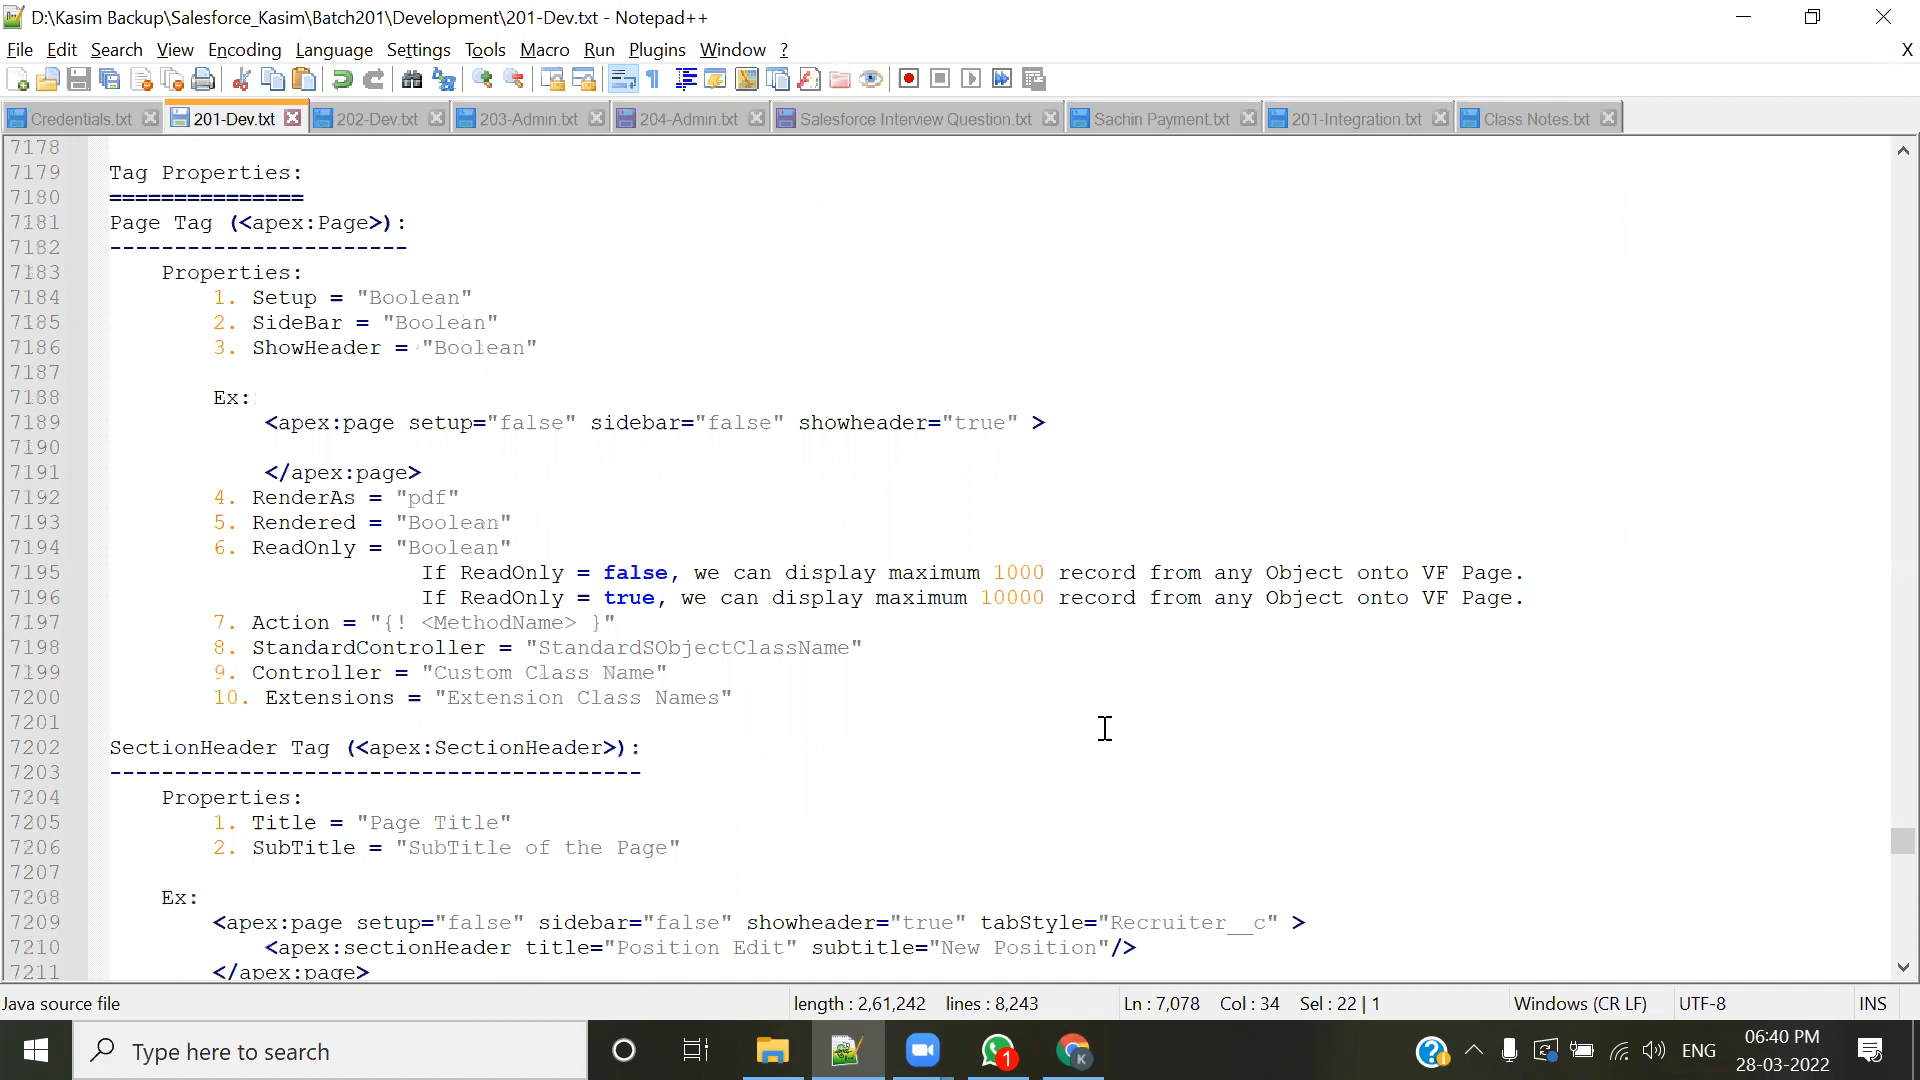 D:\Kasim Backup\Salesforce_Kasim\Batch201\Development\201-Dev.txt - Notepad++
File Edit Search View Encoding Language Settings Tools Macro Run Plugins Window ? X
Credentials.txt 201-Dev.txt 202-Dev.txt 203-Admin.txt 204-Admin.txt Salesforce Interview Question.txt Sachin Payment.txt 201-Integration.txt Class Notes.txt
7178
7179 Tag Properties:
7180 ===============
7181 Page Tag (<apex:Page>):
7182 -----------------------
7183 Properties:
7184 1. Setup = "Boolean"
7185 2. SideBar = "Boolean"
7186 3. ShowHeader = "Boolean"
7187
7188 Ex:
7189 <apex:page setup="false" sidebar="false" showheader="true" >
7190
7191 </apex:page>
7192 4. RenderAs = "pdf"
7193 5. Rendered = "Boolean"
7194 6. ReadOnly = "Boolean"
7195 If ReadOnly = false, we can display maximum 1000 record from any Object onto VF Page.
7196 If ReadOnly = true, we can display maximum 10000 record from any Object onto VF Page.
7197 7. Action = "{! <MethodName> }"
7198 8. StandardController = "StandardSObjectClassName"
7199 9. Controller = "Custom Class Name"
7200 10. Extensions = "Extension Class Names"
7201
7202 SectionHeader Tag (<apex:SectionHeader>):
7203 -----------------------------------------
7204 Properties:
7205 1. Title = "Page Title"
7206 2. SubTitle = "SubTitle of the Page"
7207
7208 Ex:
7209 <apex:page setup="false" sidebar="false" showheader="true" tabStyle="Recruiter__c" >
7210 <apex:sectionHeader title="Position Edit" subtitle="New Position"/>
7211 </apex:page>
Java source file length : 2,61,242 lines : 8,243 Ln : 7,078 Col : 34 Sel : 22 | 1 Windows (CR LF) UTF-8 INS
Type here to search 1 K ENG 06:40 PM
28-03-2022